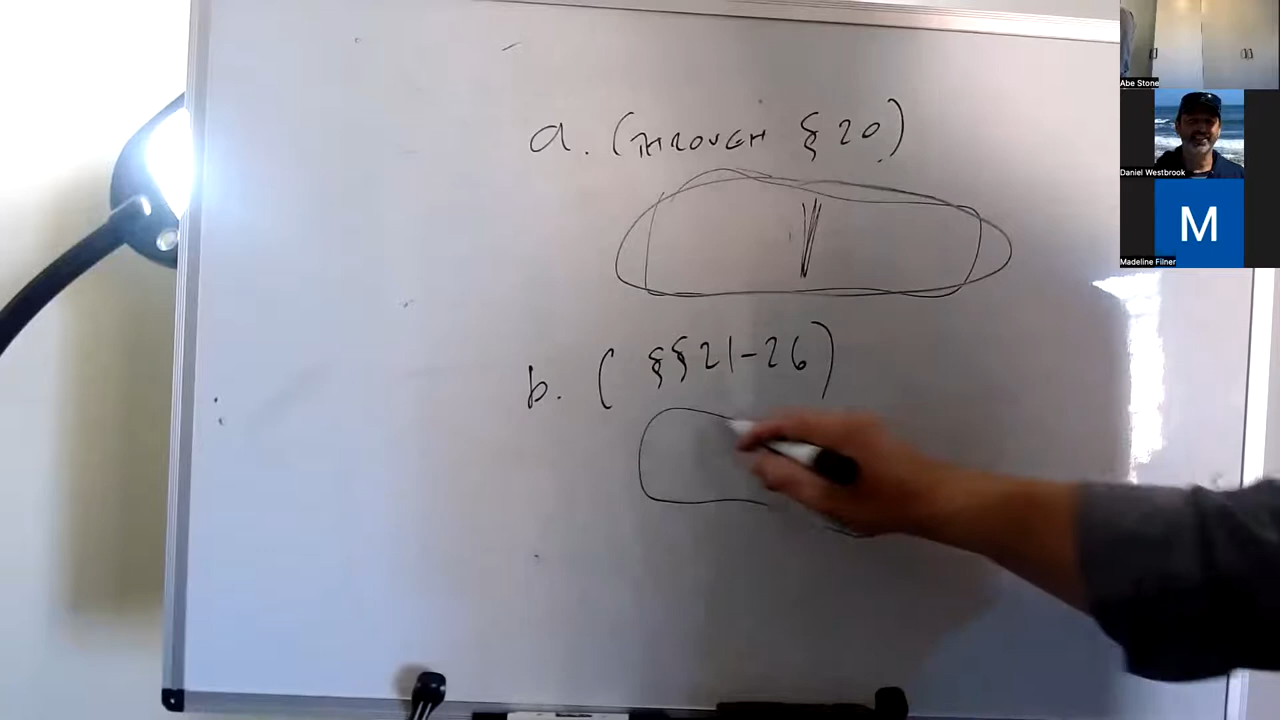 a. (THROUGH § 20)
b. (§§ 21-26)
Abe Stone
Daniel Westbrook
M
Madeline Filner